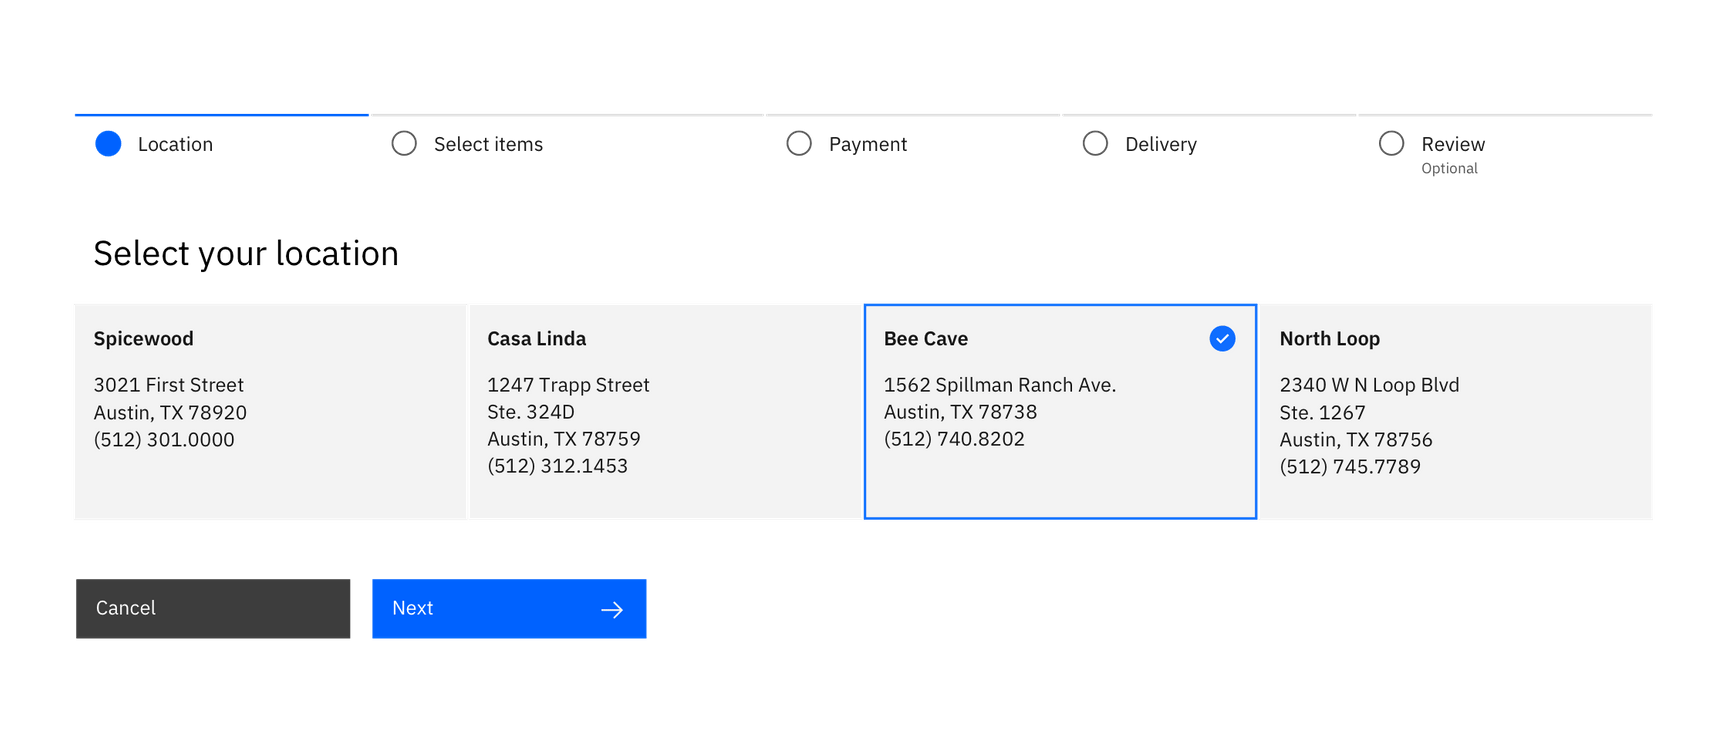 Location
Select items
Payment
Delivery
Review
Optional
Select your location
Spicewood
3021 First Street
Austin, TX 78920
(512) 301.0000
Casa Linda
1247 Trapp Street
Ste. 324D
Austin, TX 78759
(512) 312.1453
Bee Cave
1562 Spillman Ranch Ave.
Austin, TX 78738
(512) 740.8202
North Loop
2340 W N Loop Blvd
Ste. 1267
Austin, TX 78756
(512) 745.7789
Cancel
Next